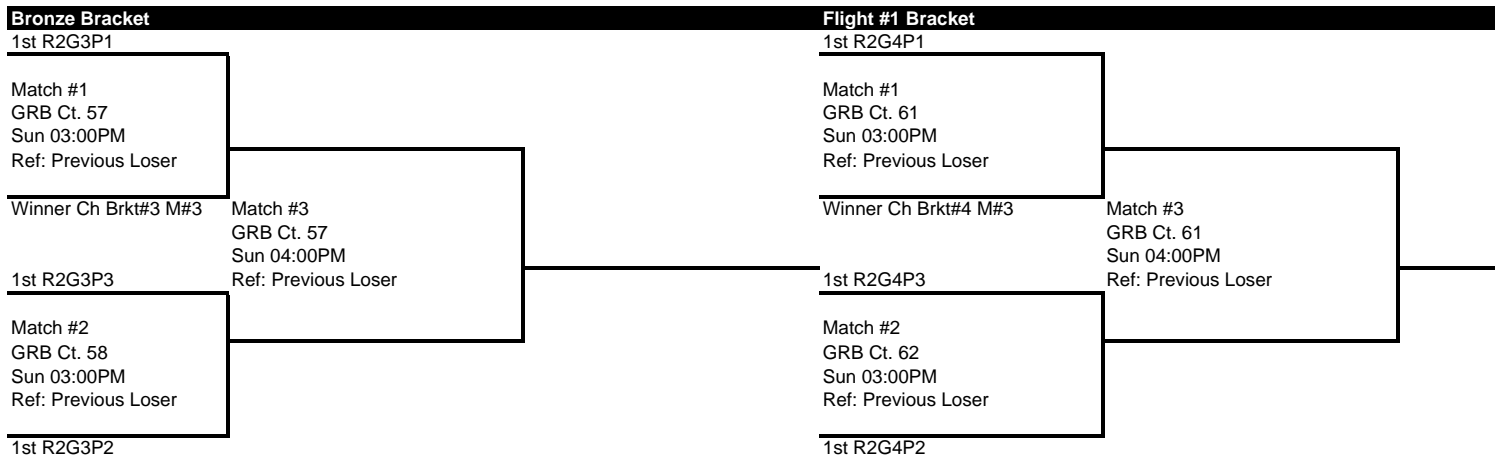 Bronze Bracket
1st R2G3P1
Match #1
GRB Ct. 57
Sun 03:00PM
Ref: Previous Loser
Winner Ch Brkt#3 M#3
Match #3
GRB Ct. 57
Sun 04:00PM
Ref: Previous Loser
1st R2G3P3
Match #2
GRB Ct. 58
Sun 03:00PM
Ref: Previous Loser
1st R2G3P2
Flight #1 Bracket
1st R2G4P1
Match #1
GRB Ct. 61
Sun 03:00PM
Ref: Previous Loser
Winner Ch Brkt#4 M#3
Match #3
GRB Ct. 61
Sun 04:00PM
Ref: Previous Loser
1st R2G4P3
Match #2
GRB Ct. 62
Sun 03:00PM
Ref: Previous Loser
1st R2G4P2